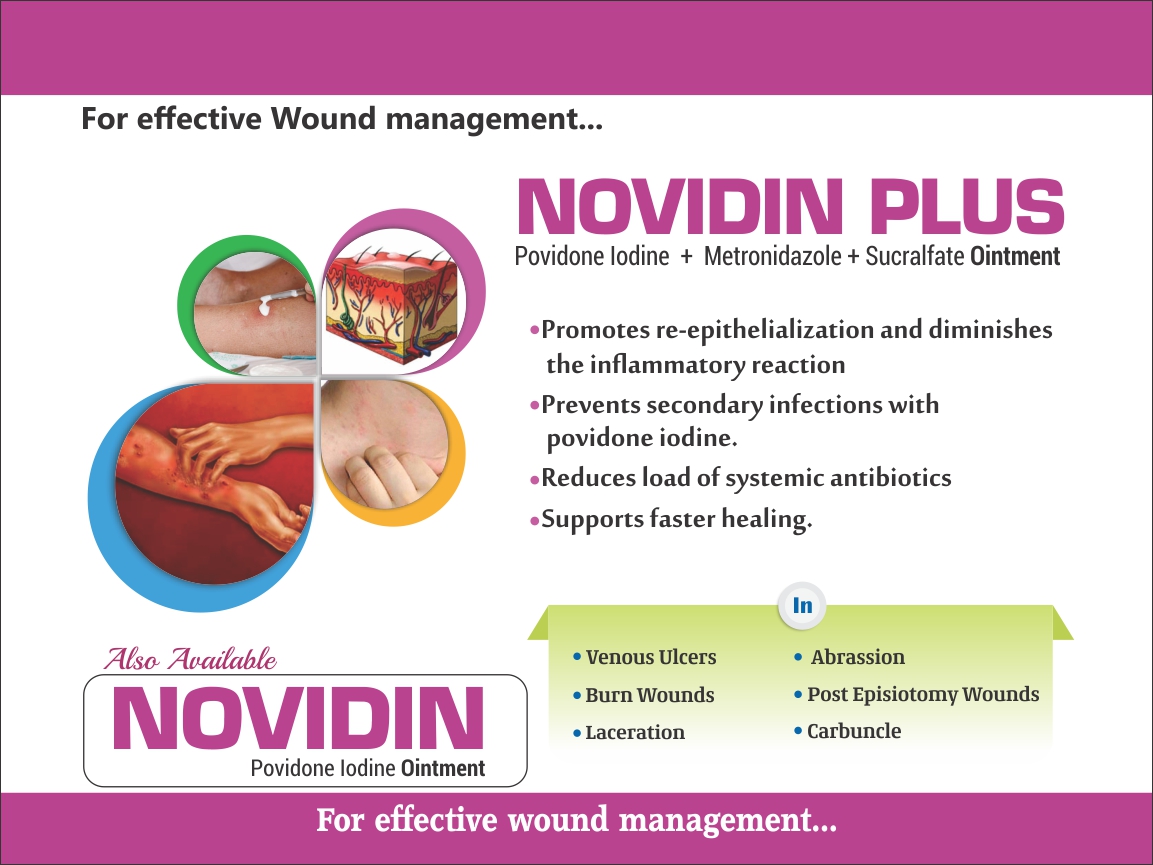 For effective Wound management...
NOVIDIN PLUS
Povidone Iodine + Metronidazole + Sucralfate Ointment
•Promotes re-epithelialization and diminishes
the inflammatory reaction
•Prevents secondary infections with
povidone iodine.
•Reduces load of systemic antibiotics
•Supports faster healing.
In
• Venous Ulcers
• Burn Wounds
• Laceration
• Abrassion
• Post Episiotomy Wounds
• Carbuncle
Also Available
NOVIDIN
Povidone Iodine Ointment
For effective wound management...